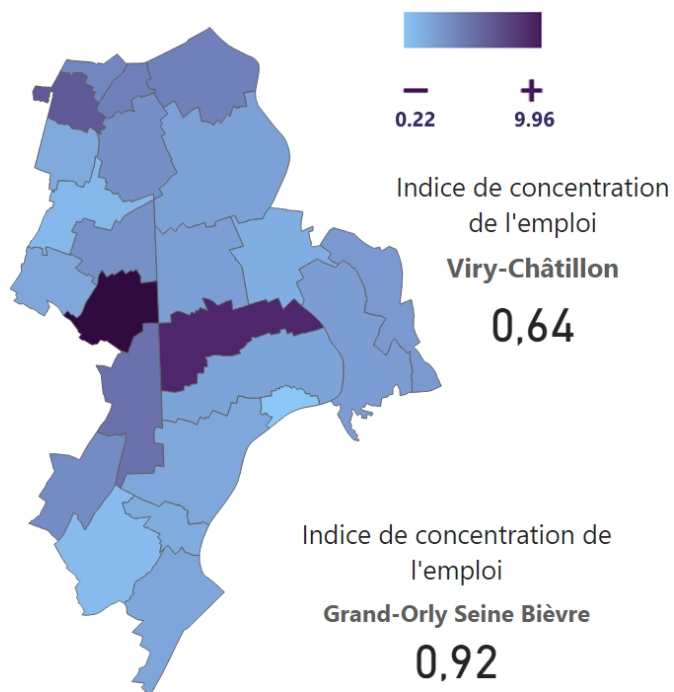 − +
0.22 9.96
Indice de concentration
de l'emploi
Viry-Châtillon
0,64
Indice de concentration de
l'emploi
Grand-Orly Seine Bièvre
0,92